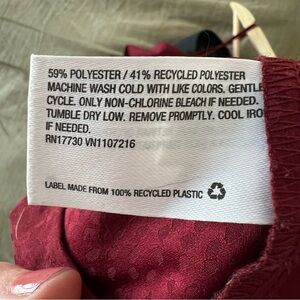 59% POLYESTER / 41% RECYCLED POLYESTER
MACHINE WASH COLD WITH LIKE COLORS. GENTLE
CYCLE. ONLY NON-CHLORINE BLEACH IF NEEDED.
TUMBLE DRY LOW. REMOVE PROMPTLY. COOL IRO
IF NEEDED.
RN17730 VN1107216
LABEL MADE FROM 100% RECYCLED PLASTIC